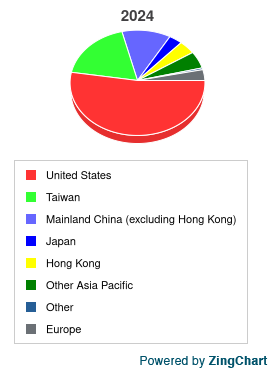 2024
United States
Taiwan
Mainland China (excluding Hong Kong)
Japan
Hong Kong
Other Asia Pacific
Other
Europe
Powered by ZingChart